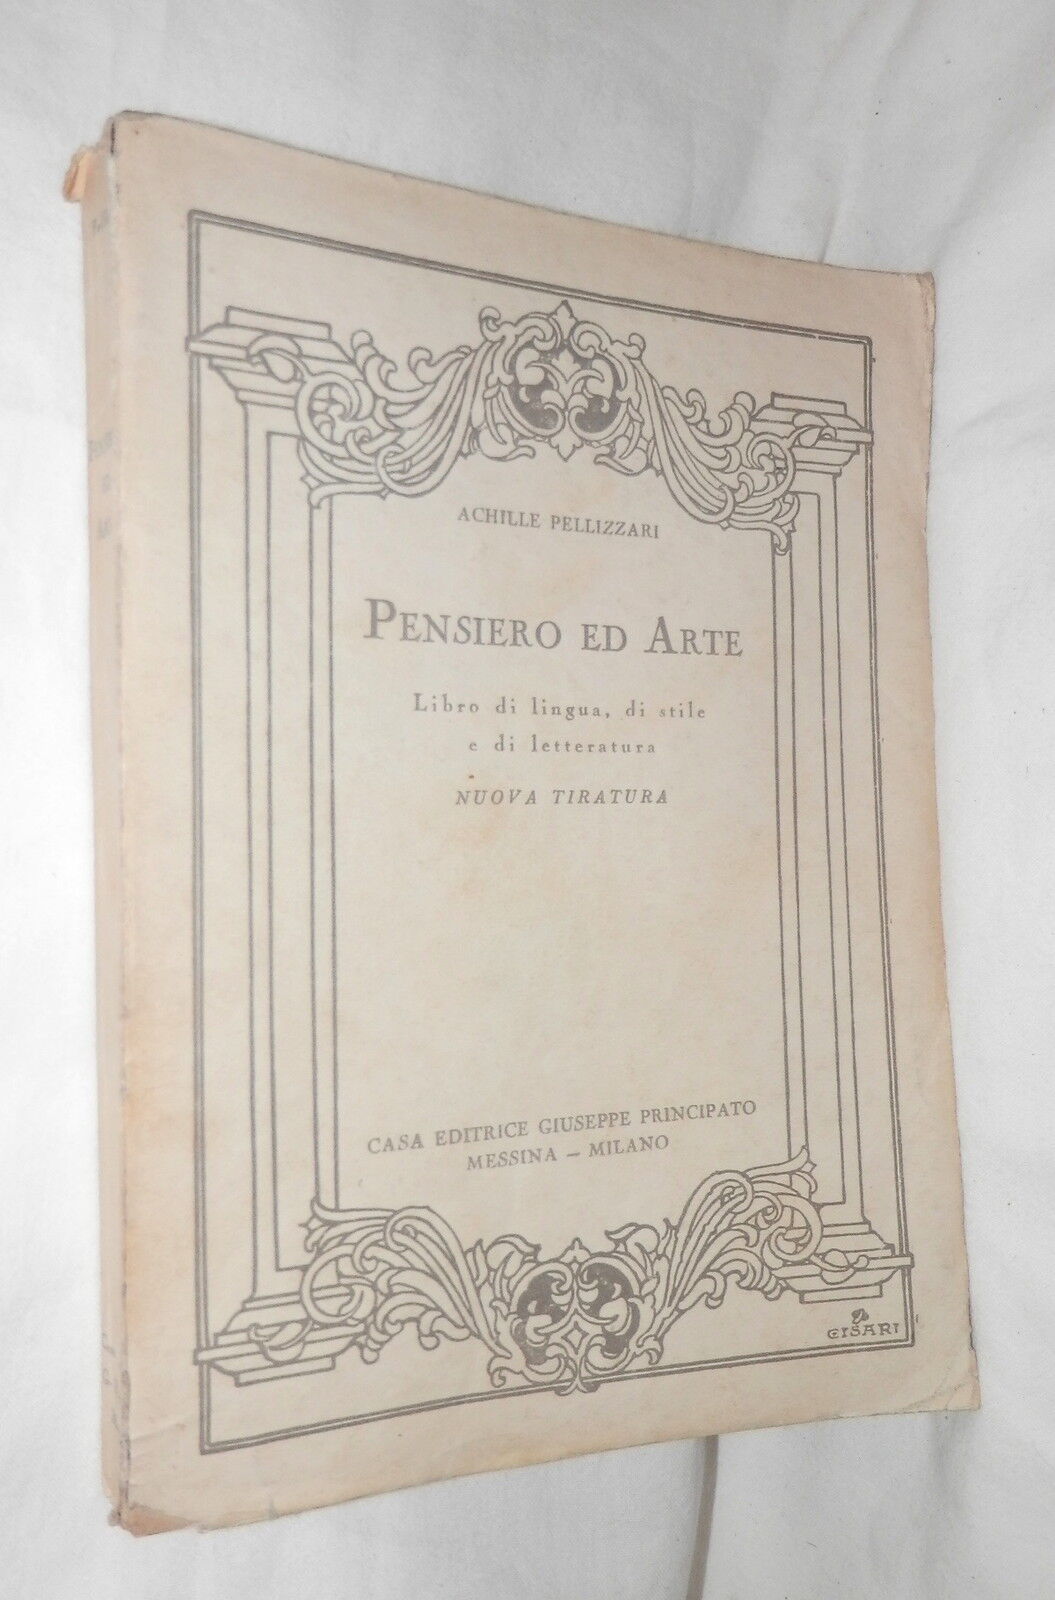 ACHILLE PELLIZZARI
PENSIERO ED ARTE
Libro di lingua, di stile
e di letteratura
NUOVA TIRATURA
CASA EDITRICE GIUSEPPE PRINCIPATO
MESSINA – MILANO
CISARI